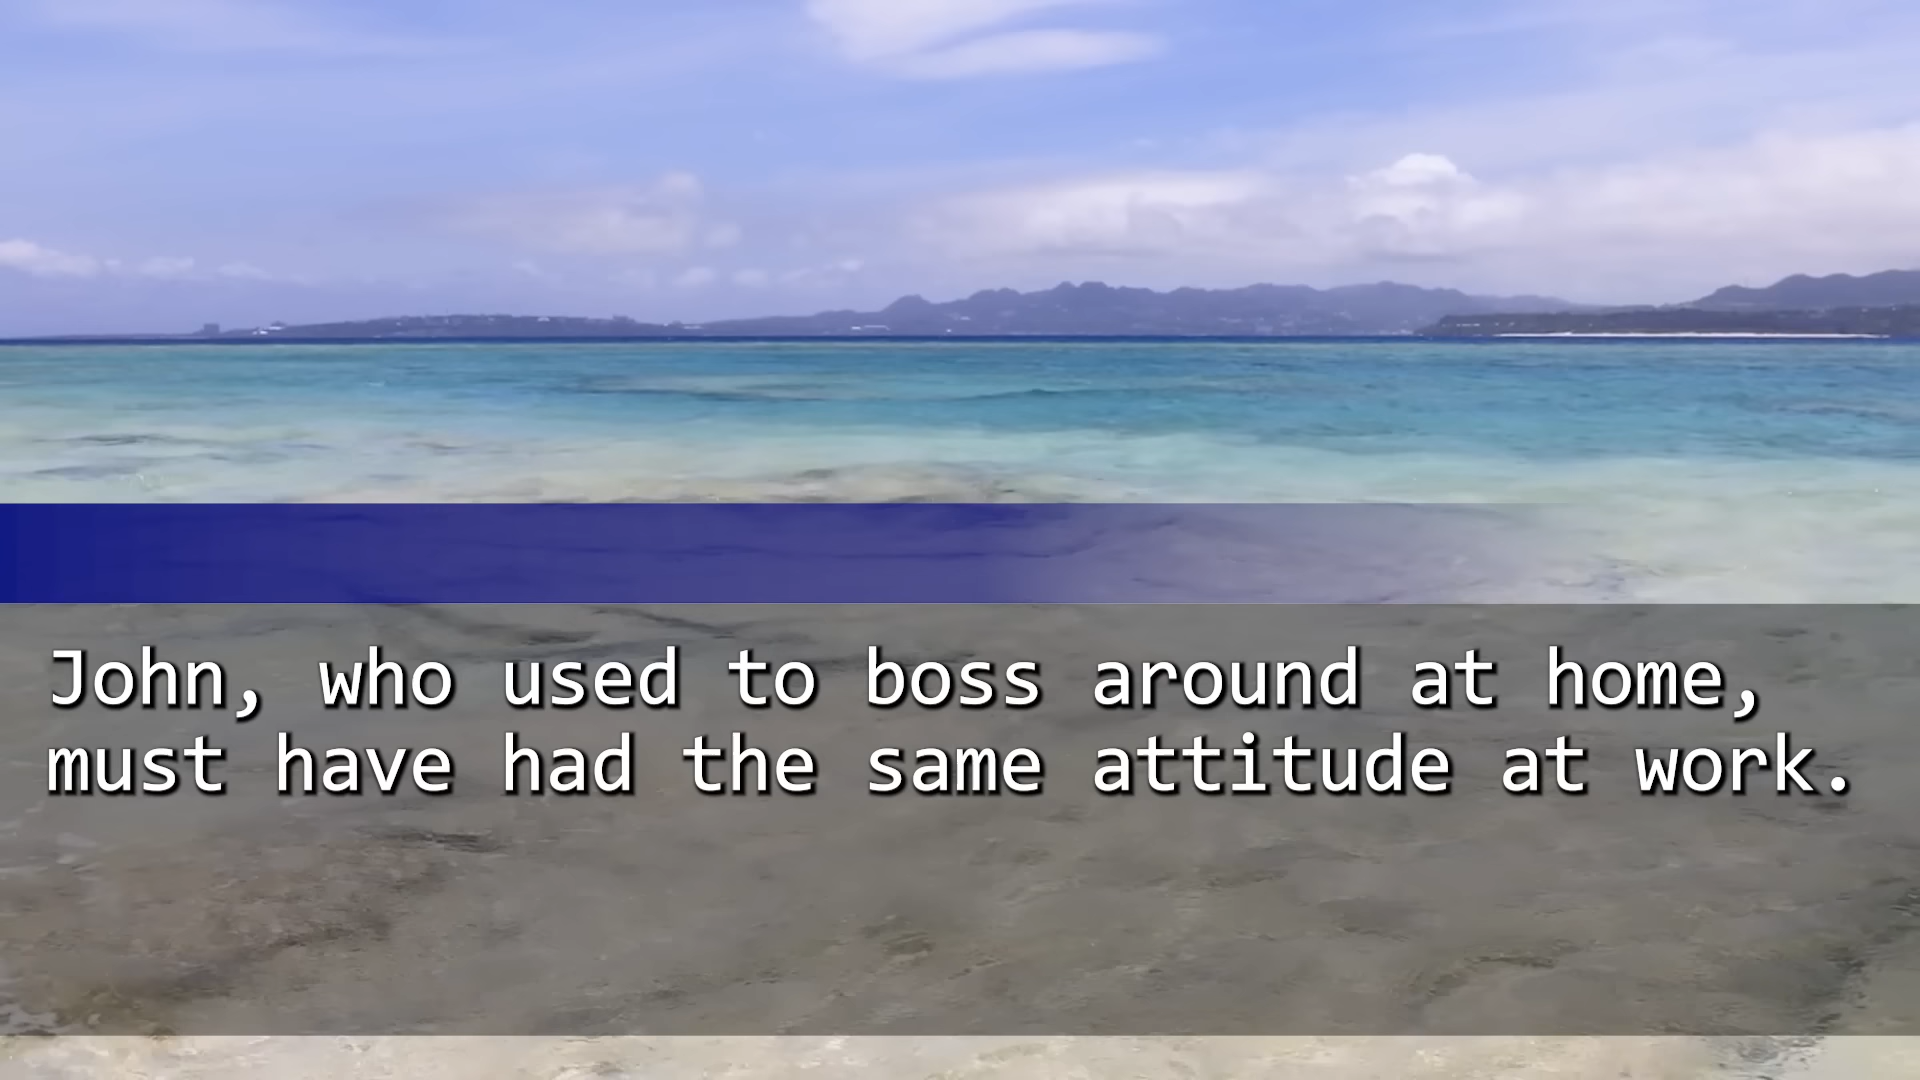 John, who used to boss around at home,
must have had the same attitude at work.